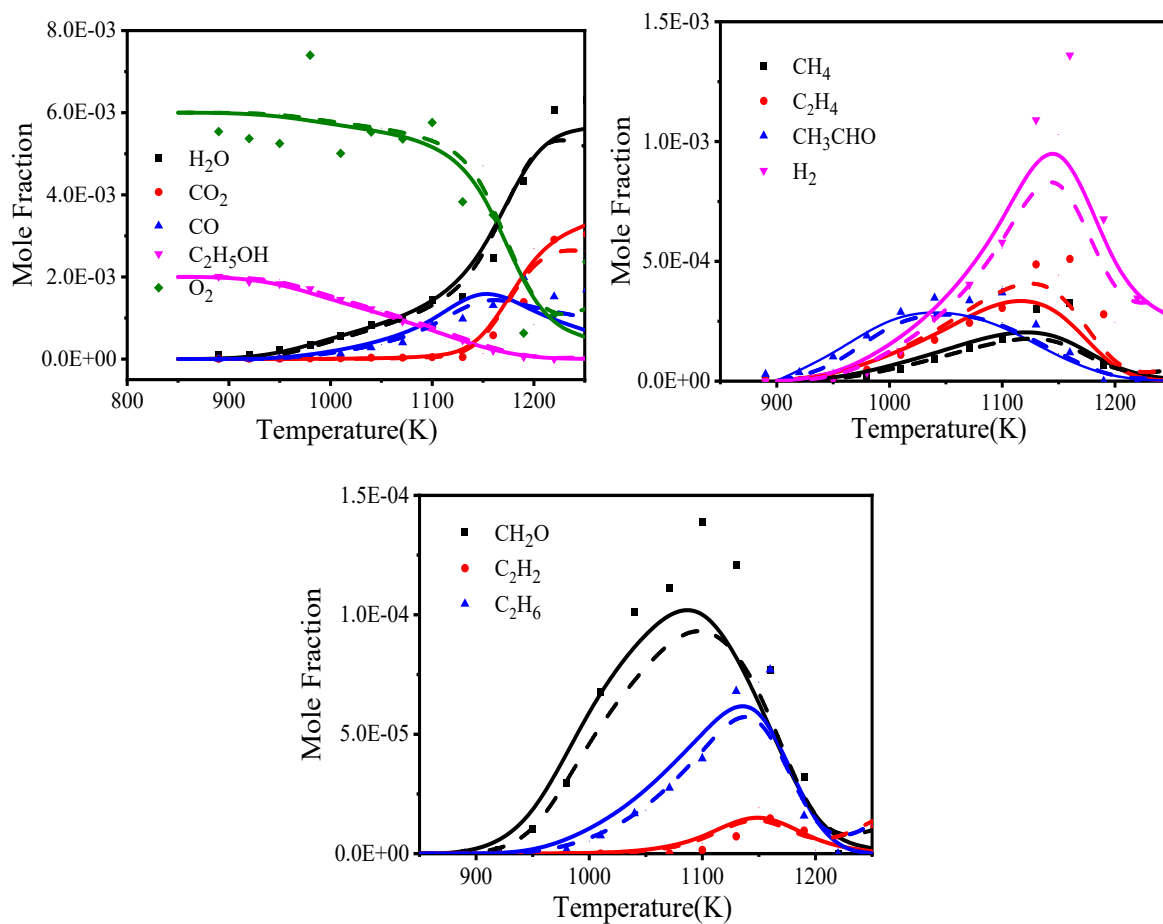 8.0E-03
6.0E-03
4.0E-03
2.0E-03
0.0E+00
Mole Fraction
H₂O
CO₂
CO
C₂H₅OH
O₂
800 900 1000 1100 1200
Temperature(K)
1.5E-03
1.0E-03
5.0E-04
0.0E+00
Mole Fraction
CH₄
C₂H₄
CH₃CHO
H₂
900 1000 1100 1200
Temperature(K)
1.5E-04
1.0E-04
5.0E-05
0.0E+00
Mole Fraction
CH₂O
C₂H₂
C₂H₆
900 1000 1100 1200
Temperature(K)